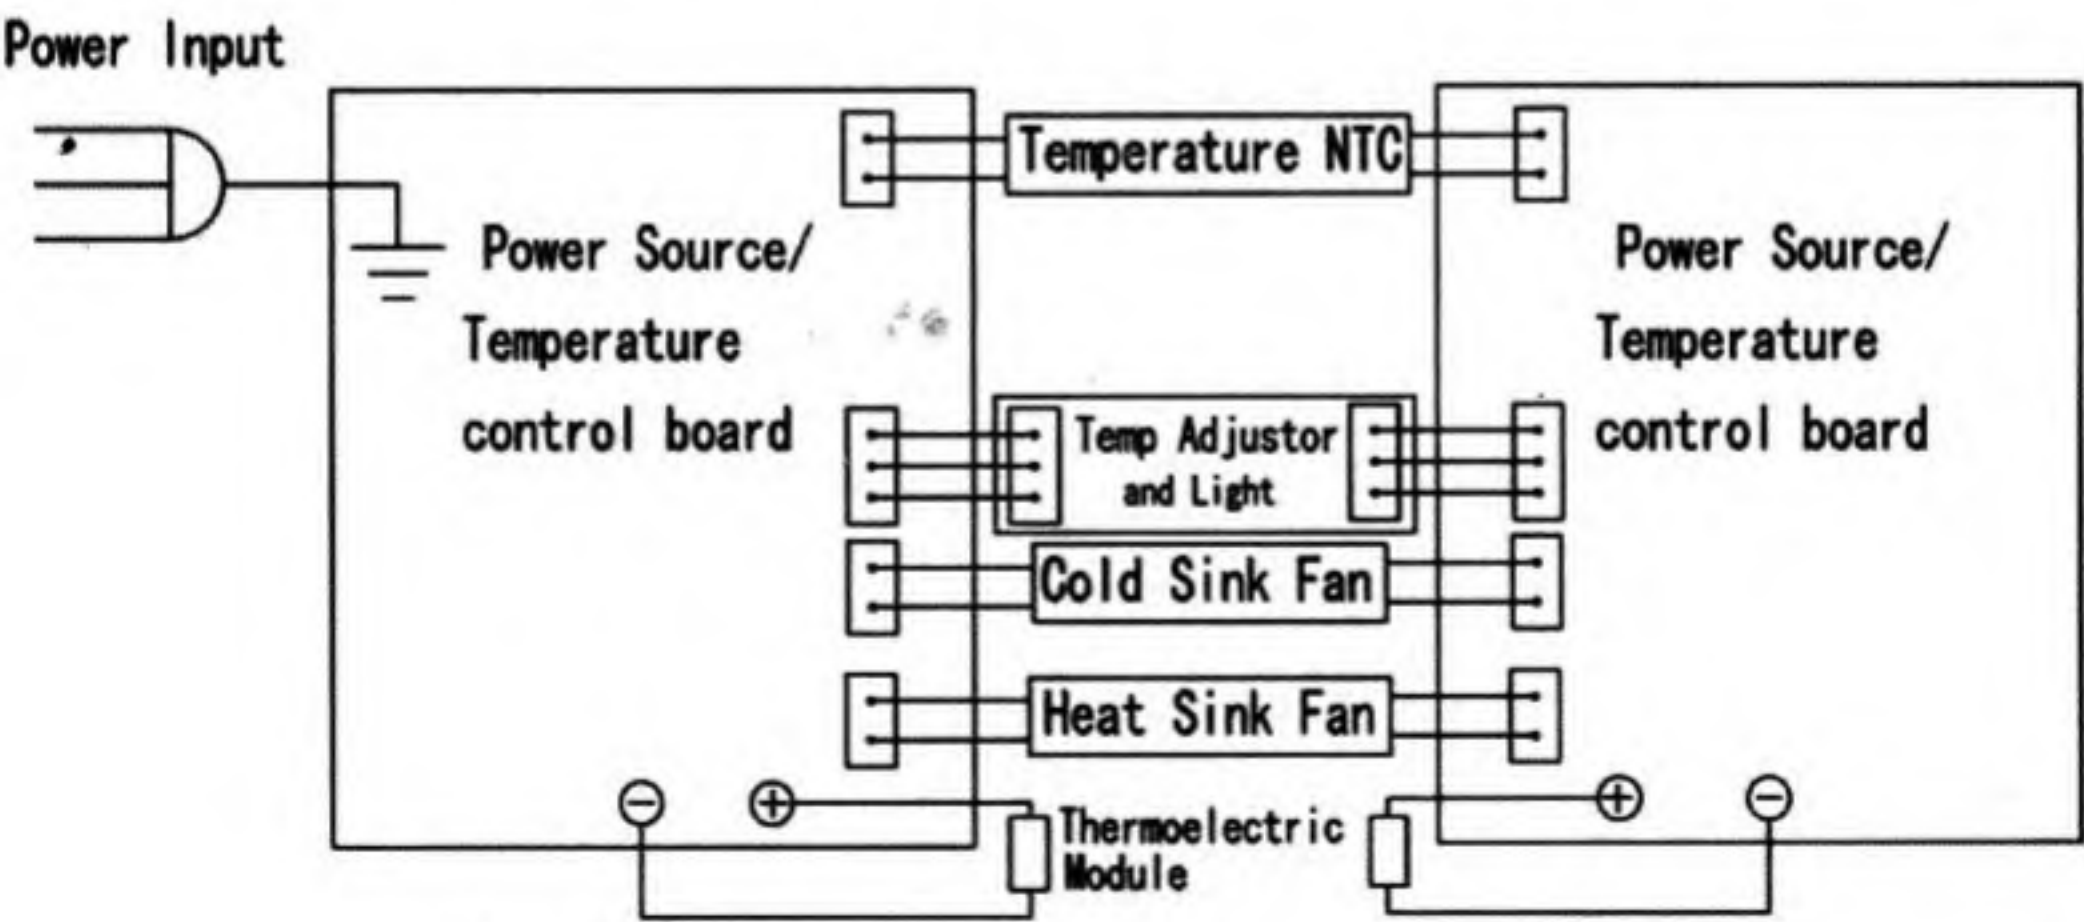 Power Input
Temperature NTC
Power Source/
Temperature
control board
Power Source/
Temperature
control board
Temp Adjustor
and Light
Cold Sink Fan
Heat Sink Fan
Thermoelectric
Module